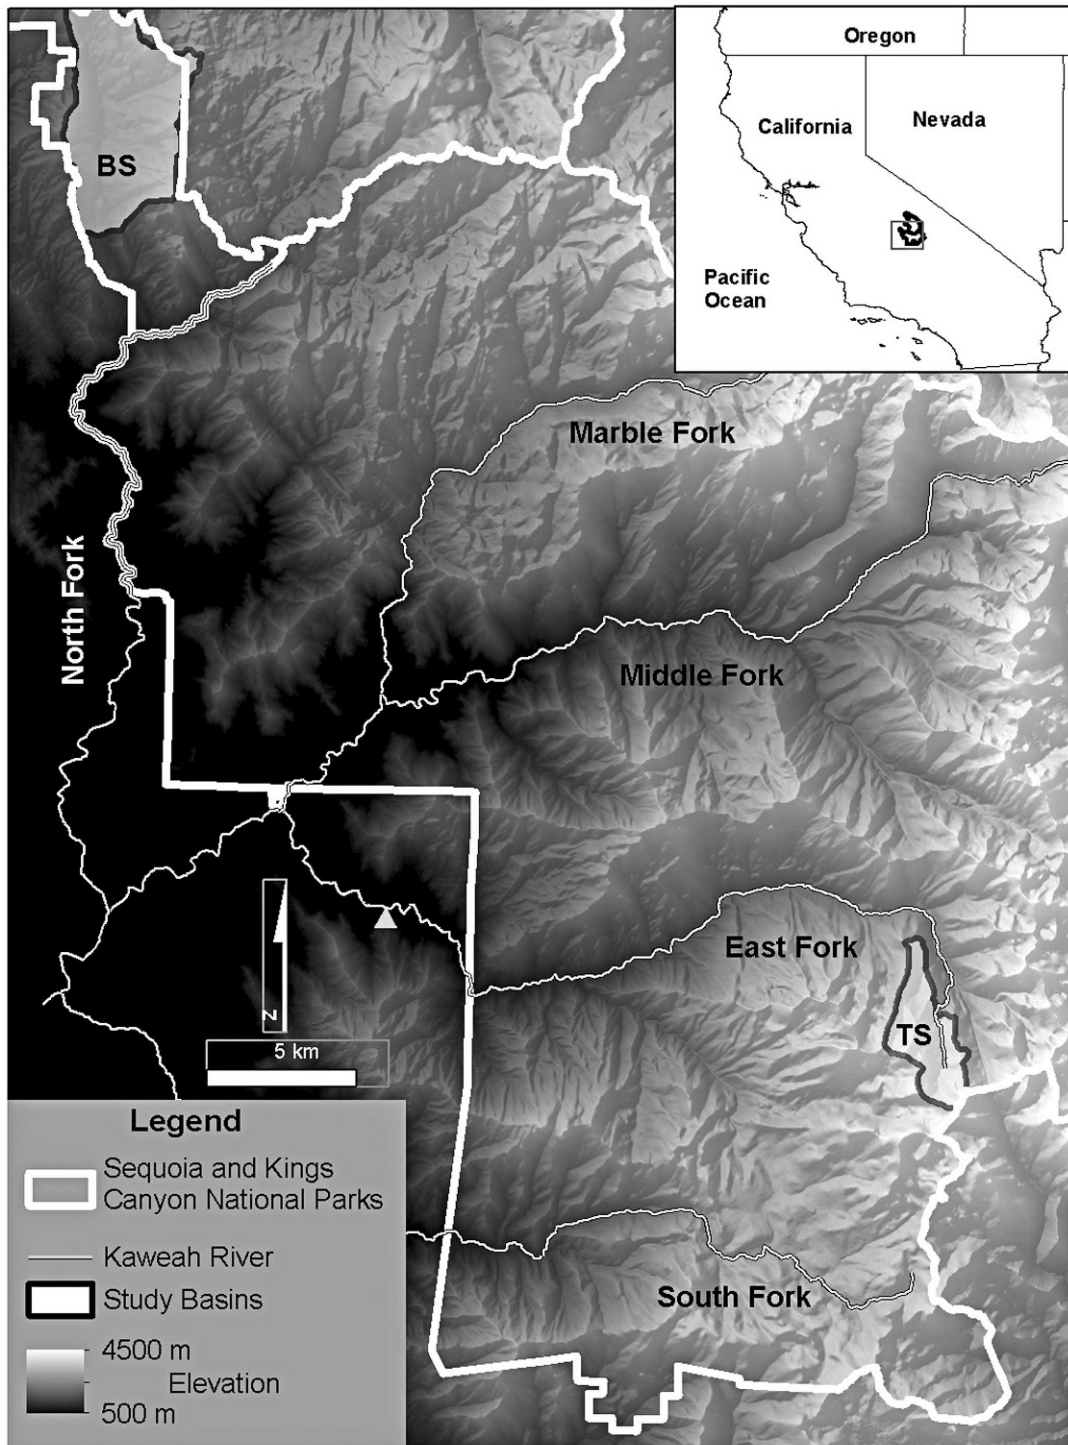 Oregon
California
Nevada
Pacific
Ocean
BS
Marble Fork
North Fork
Middle Fork
East Fork
TS
N
5 km
South Fork
Legend
Sequoia and Kings
Canyon National Parks
Kaweah River
Study Basins
4500 m
Elevation
500 m